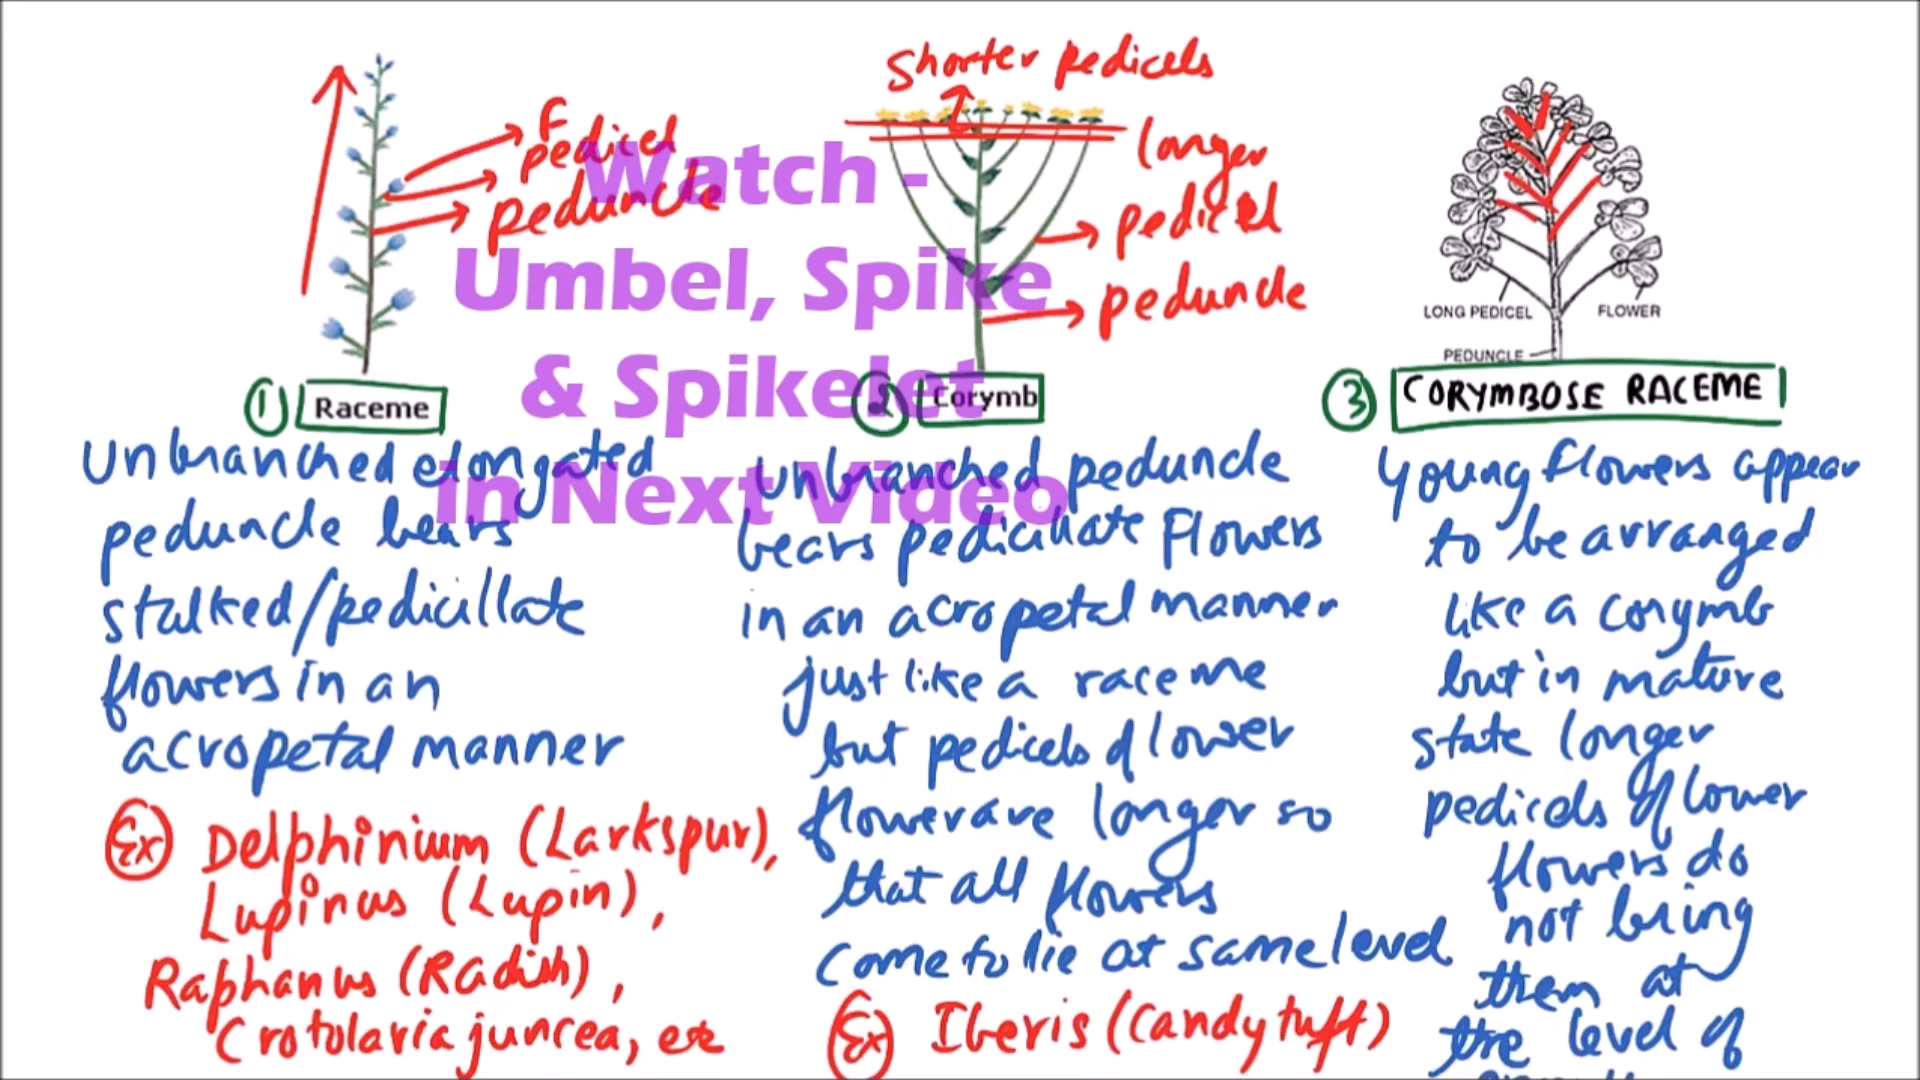 Shorter pedicels
F
pedicel
peduncle
longer
pedicel
peduncle
LONG PEDICEL
FLOWER
PEDUNCLE
Watch -
Umbel, Spike
& Spikelet
in Next Video
1 Raceme
Unbranched elongated
peduncle bears
stalked/pedicillate
flowers in an
acropetal manner
Ex Delphinium (Larkspur),
Lupinus (Lupin),
Raphanus (Radish),
Crotolaria juncea, etc
2 Corymb
Unbranched peduncle
bears pedicillate Flowers
in an acropetal manner
just like a raceme
but pedicels of lower
flower are longer so
that all flowers
come to lie at same level
Ex Iberis (Candytuft)
3 CORYMBOSE RACEME
Young flowers appear
to be arranged
like a corymb
but in mature
state longer
pedicels of lower
flowers do
not bring
them at
the level of